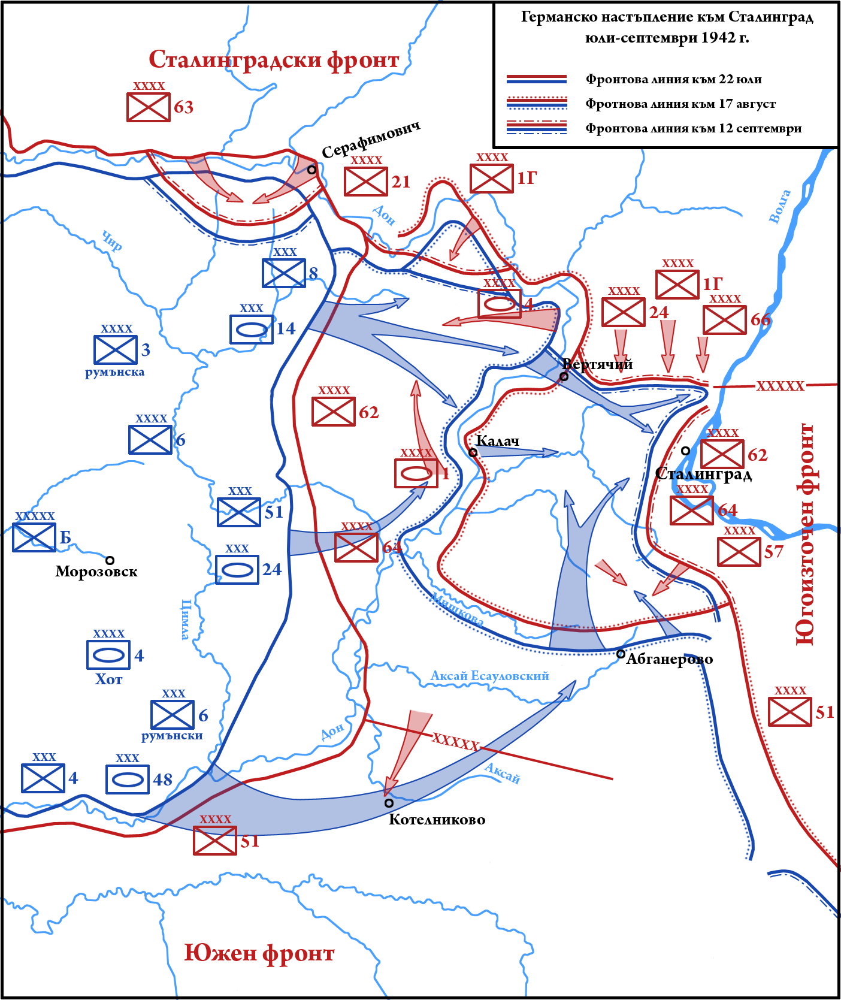 Германско настъпление към Сталинград
юли-септември 1942 г.
Фронтова линия към 22 юли
Фротнова линия към 17 август
Фронтова линия към 12 септември
Сталинградски фронт
XXXX
63
Серафимович
XXXX
21
XXXX
1Г
Дон
Волга
Чир
XXX
8
XXXX
4
XXXX
24
XXXX
1Г
XXXX
66
XXX
14
XXXX
3
румънска
Вертячий
XXXXX
XXXX
62
XXXX
6
Калач
XXXX
62
Сталинград
XXXX
1
XXX
51
XXXX
64
XXXXX
Б
XXXX
64
XXXX
57
Югоизточен фронт
Морозовск
XXX
24
Цимла
Мишкова
XXXX
4
Хот
Абганерово
Аксай Есауловский
XXX
6
румънски
XXXX
51
Дон
XXXXX
XXX
4
XXX
48
Аксай
Котелниково
XXXX
51
Южен фронт